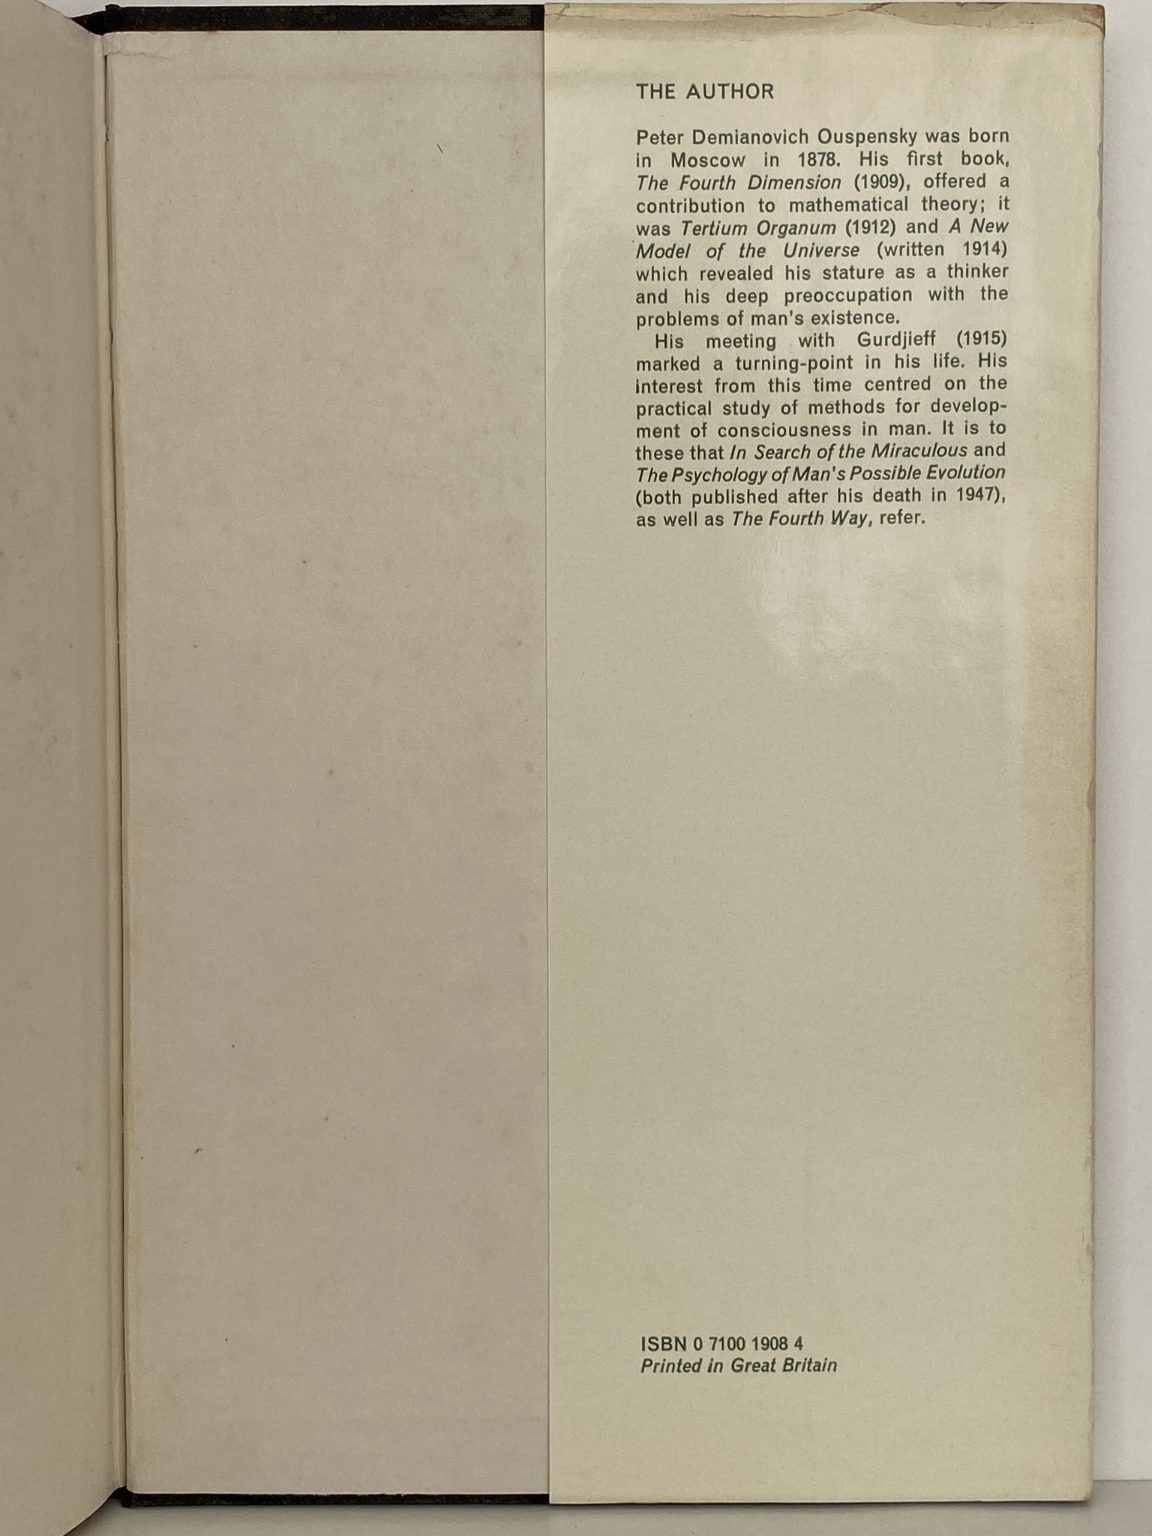 THE AUTHOR
Peter Demianovich Ouspensky was born
in Moscow in 1878. His first book,
The Fourth Dimension (1909), offered a
contribution to mathematical theory; it
was Tertium Organum (1912) and A New
Model of the Universe (written 1914)
which revealed his stature as a thinker
and his deep preoccupation with the
problems of man's existence.
His meeting with Gurdjieff (1915)
marked a turning-point in his life. His
interest from this time centred on the
practical study of methods for develop-
ment of consciousness in man. It is to
these that In Search of the Miraculous and
The Psychology of Man's Possible Evolution
(both published after his death in 1947),
as well as The Fourth Way, refer.
ISBN 0 7100 1908 4
Printed in Great Britain